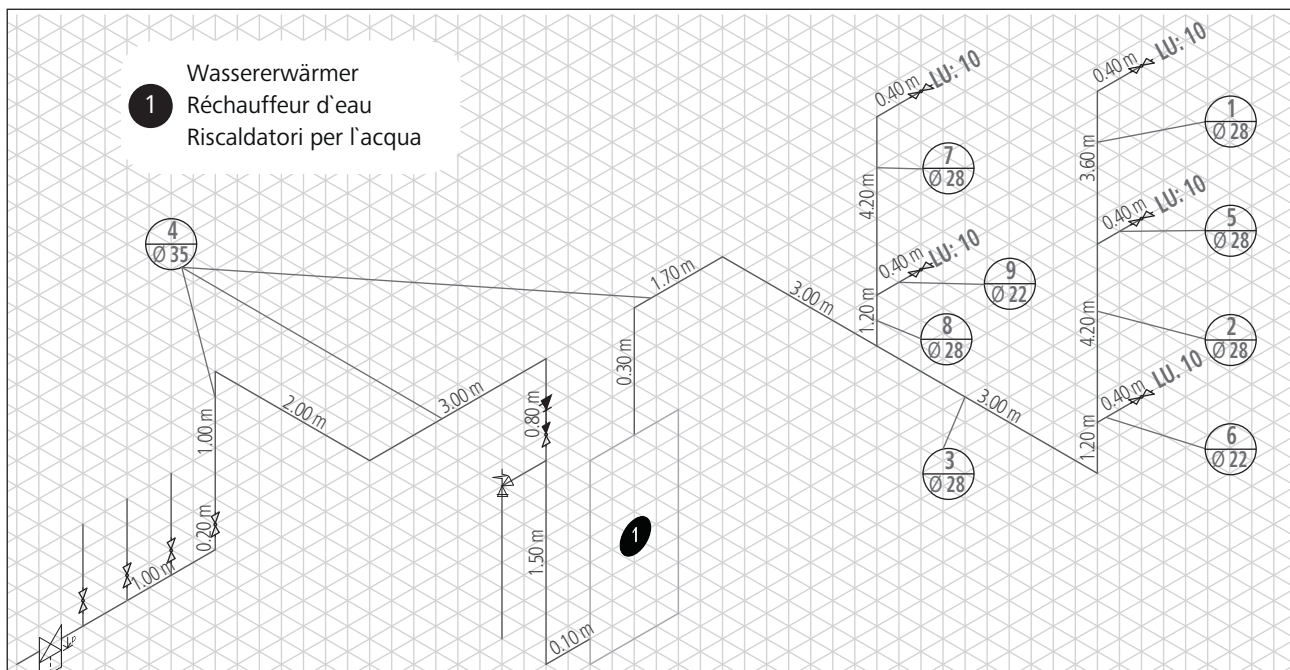 Wassererwärmer
1
Réchauffeur d`eau
Riscaldatori per l`acqua
0.40 m LU: 10
0.40 m LU: 10
1
Ø 28
7
Ø 28
3.60 m
4.20 m
0.40 m LU: 10
5
Ø 28
4
Ø 35
0.40 m LU: 10
9
Ø 22
1.70 m
3.00 m
1.20 m
8
Ø 28
4.20 m
2
Ø 28
0.30 m
2.00 m
3.00 m
0.80 m
1.00 m
0.40 m LU: 10
3.00 m
1.20 m
6
Ø 22
3
Ø 28
0.20 m
1.00 m
1.50 m
1
0.10 m